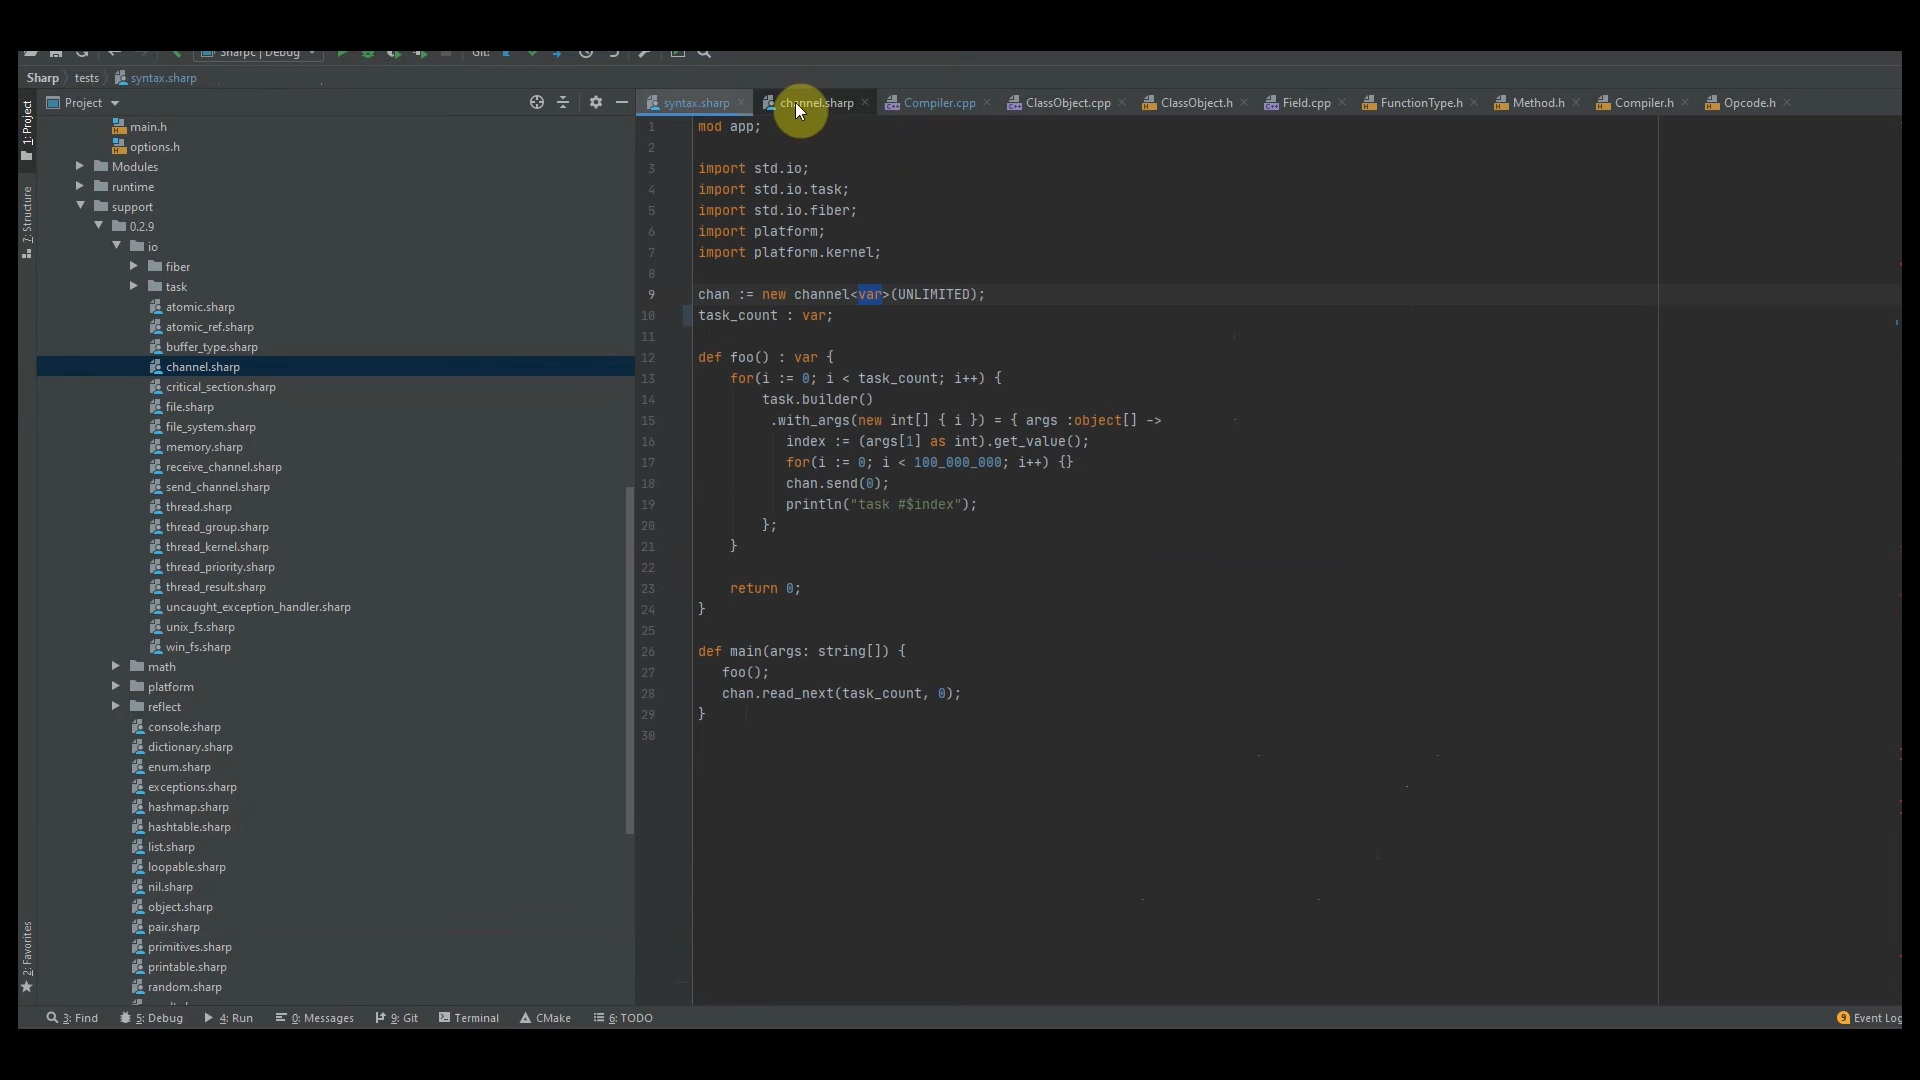 Sharpc | Debug
Git:
Sharp
tests
syntax.sharp
Project
syntax.sharp
channel.sharp
Compiler.cpp
ClassObject.cpp
ClassObject.h
Field.cpp
FunctionType.h
Method.h
Compiler.h
Opcode.h
1: Project
7: Structure
2: Favorites
main.h
options.h
Modules
runtime
support
0.2.9
io
fiber
task
atomic.sharp
atomic_ref.sharp
buffer_type.sharp
channel.sharp
critical_section.sharp
file.sharp
file_system.sharp
memory.sharp
receive_channel.sharp
send_channel.sharp
thread.sharp
thread_group.sharp
thread_kernel.sharp
thread_priority.sharp
thread_result.sharp
uncaught_exception_handler.sharp
unix_fs.sharp
win_fs.sharp
math
platform
reflect
console.sharp
dictionary.sharp
enum.sharp
exceptions.sharp
hashmap.sharp
hashtable.sharp
list.sharp
loopable.sharp
nil.sharp
object.sharp
pair.sharp
primitives.sharp
printable.sharp
random.sharp
1 mod app;
2
3 import std.io;
4 import std.io.task;
5 import std.io.fiber;
6 import platform;
7 import platform.kernel;
8
9 chan := new channel<var>(UNLIMITED);
10 task_count : var;
11
12 def foo() : var {
13 for(i := 0; i < task_count; i++) {
14 task.builder()
15 .with_args(new int[] { i }) = { args :object[] ->
16 index := (args[1] as int).get_value();
17 for(i := 0; i < 100_000_000; i++) {}
18 chan.send(0);
19 println("task #$index");
20 };
21 }
22
23 return 0;
24 }
25
26 def main(args: string[]) {
27 foo();
28 chan.read_next(task_count, 0);
29 }
30
3: Find
5: Debug
4: Run
0: Messages
9: Git
Terminal
CMake
6: TODO
9 Event Log